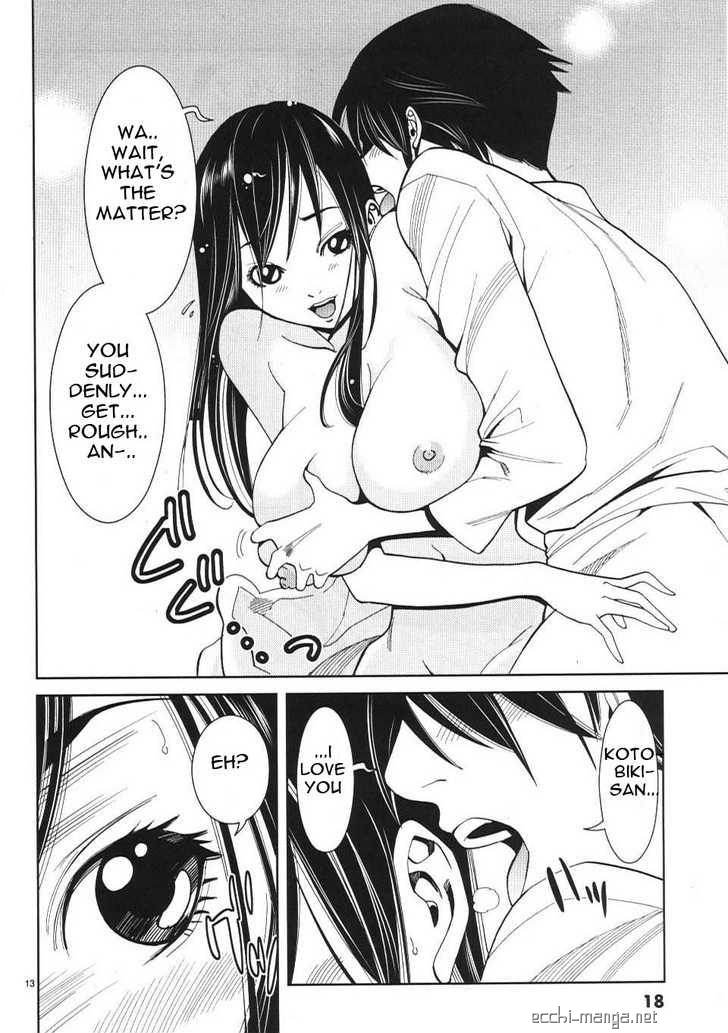 WA..
WAIT,
WHAT'S
THE
MATTER?
YOU
SUD-
DENLY...
GET...
ROUGH..
AN-..
KOTO
BIKI-
SAN...
...I
LOVE
YOU
EH?
13
18
ecchi-manga.net